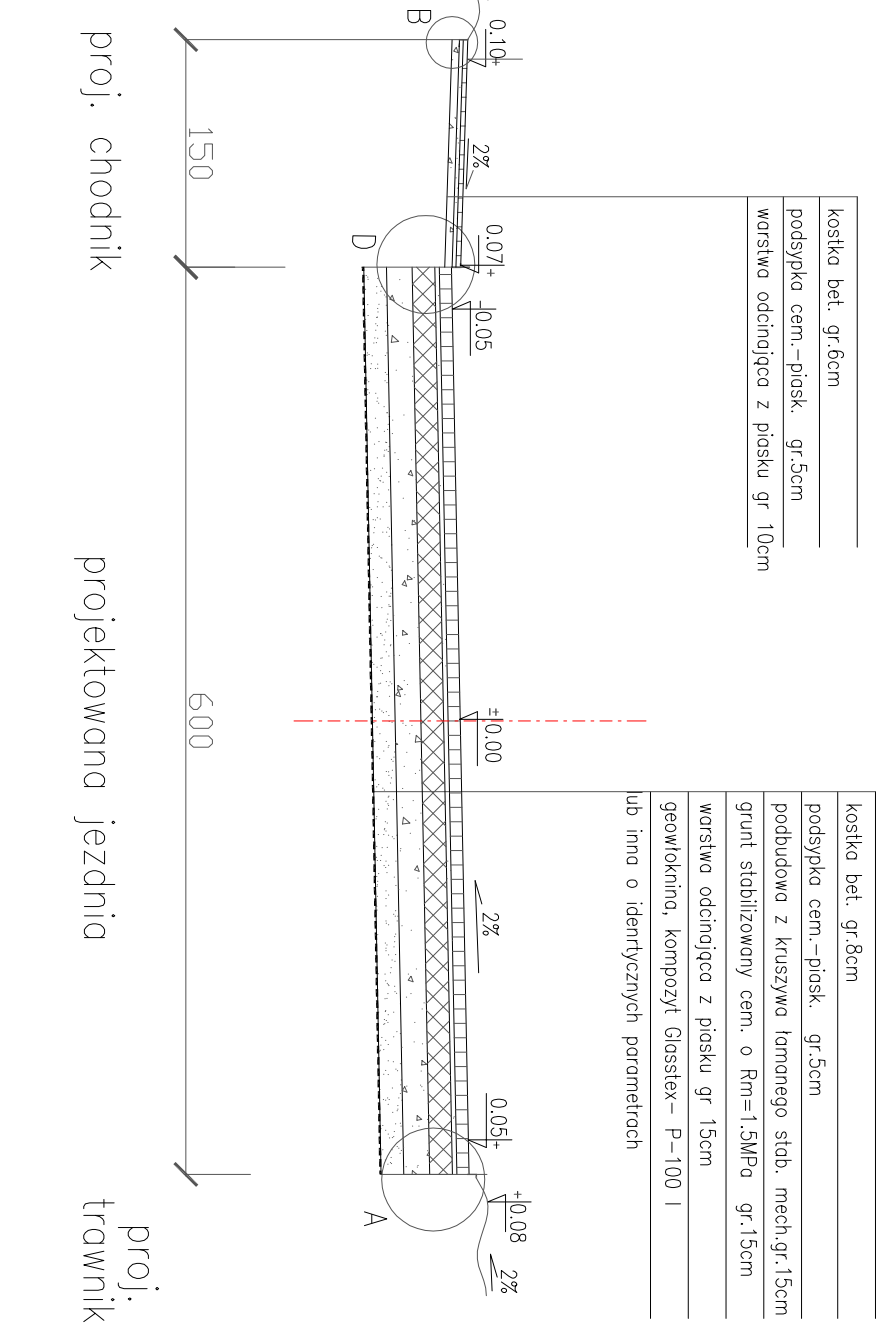 kostka bet. gr.8cm
podsypka cem.-piask. gr.5cm
podbudowa z kruszywa łamanego stab. mech.gr.15cm
grunt stabilizowany cem. o Rm=1.5MPa gr.15cm
warstwa odcinająca z piasku gr 15cm
geowłoknina, kompozyt Glasstex- P-100 |
lub inna o idenrtycznych parametrach
kostka bet. gr.6cm
podsypka cem.-piask. gr.5cm
warstwa odcinająca z piasku gr 10cm
0.10+
2%
0.07+
-0.05
±0.00
2%
0.05+
+0.08
2%
B
D
A
150
600
proj. chodnik
projektowana jezdnia
proj.
trawnik